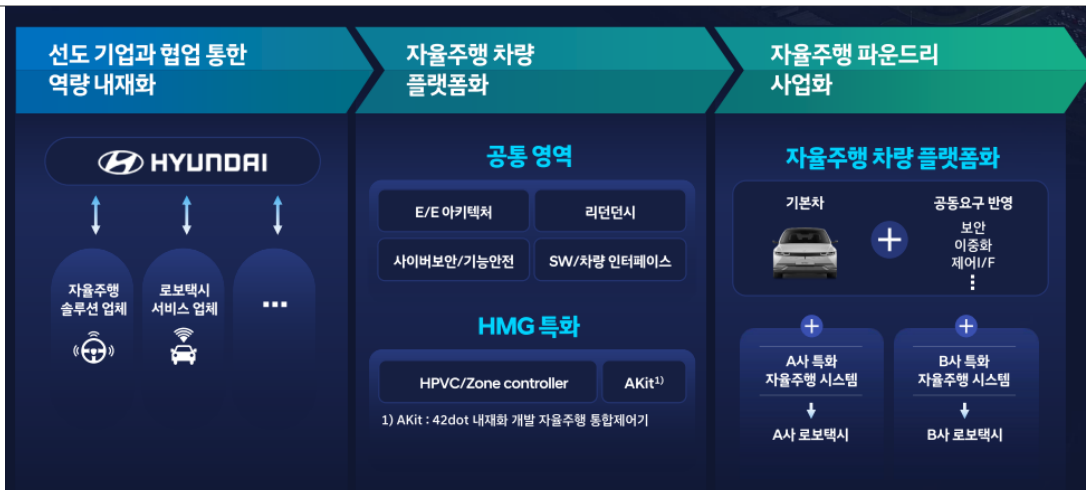 선도 기업과 협업 통한
역량 내재화
HYUNDAI
자율주행
솔루션 업체
로보택시
서비스 업체
...
자율주행 차량
플랫폼화
공통 영역
E/E 아키텍처
리던던시
사이버보안/기능안전
SW/차량 인터페이스
HMG 특화
HPVC/Zone controller
AKit1)
1) AKit : 42dot 내재화 개발 자율주행 통합제어기
자율주행 파운드리
사업화
자율주행 차량 플랫폼화
기본차
+
공동요구 반영
보안
이중화
제어I/F
⋮
+
A사 특화
자율주행 시스템
A사 로보택시
+
B사 특화
자율주행 시스템
B사 로보택시